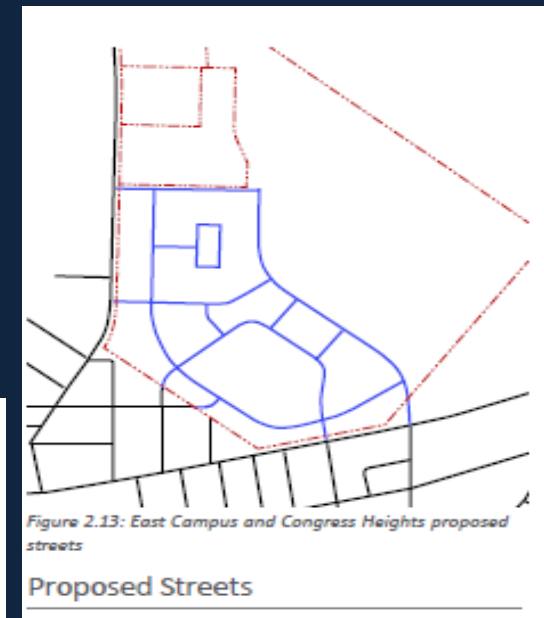 Figure 2.13: East Campus and Congress Heights proposed
streets
Proposed Streets